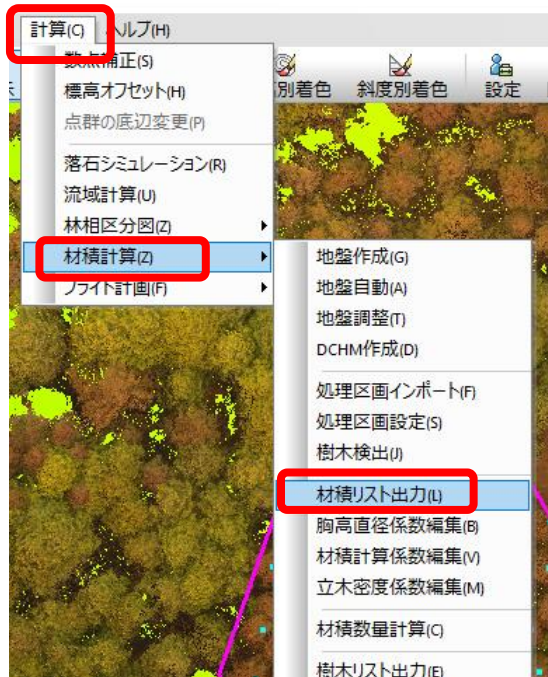 計算(C) ヘルプ(H)
数点補正(S)
標高オフセット(H)
点群の底辺変更(P)
落石シミュレーション(R)
流域計算(U)
林相区分図(Z)
材積計算(Z)
フライト計画(F)
別着色 斜度別着色 設定
地盤作成(G)
地盤自動(A)
地盤調整(T)
DCHM作成(D)
処理区画インポート(F)
処理区画設定(S)
樹木検出(J)
材積リスト出力(L)
胸高直径係数編集(B)
材積計算係数編集(V)
立木密度係数編集(M)
材積数量計算(C)
樹木リスト出力(E)